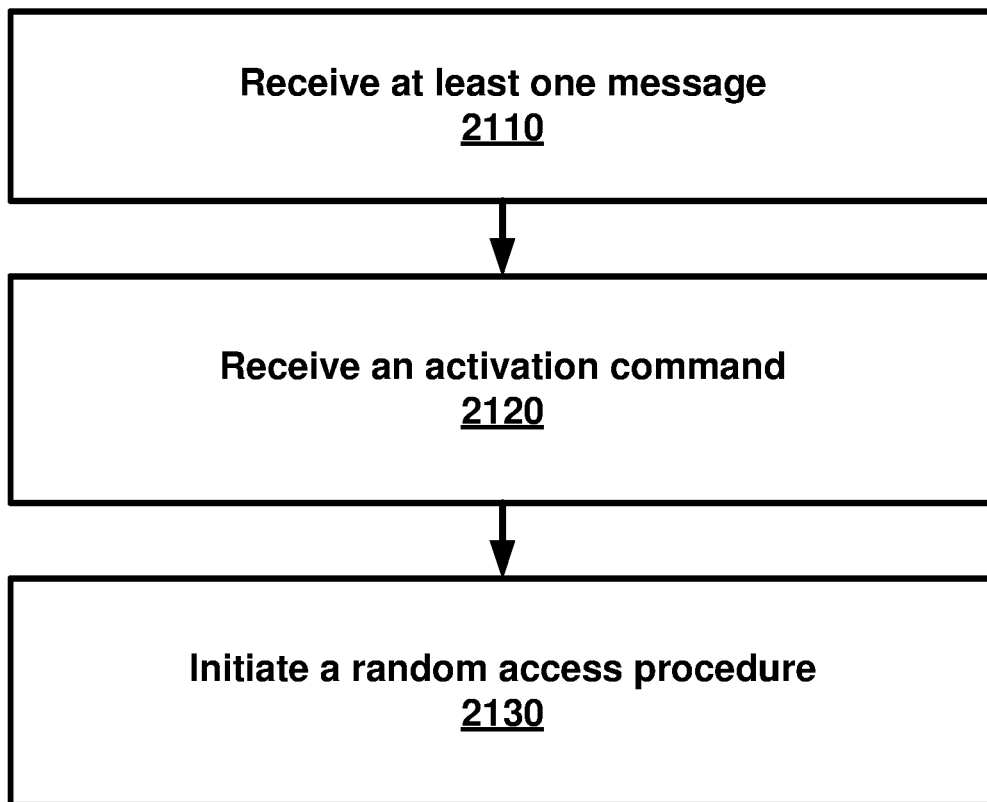 Receive at least one message
2110
Receive an activation command
2120
Initiate a random access procedure
2130